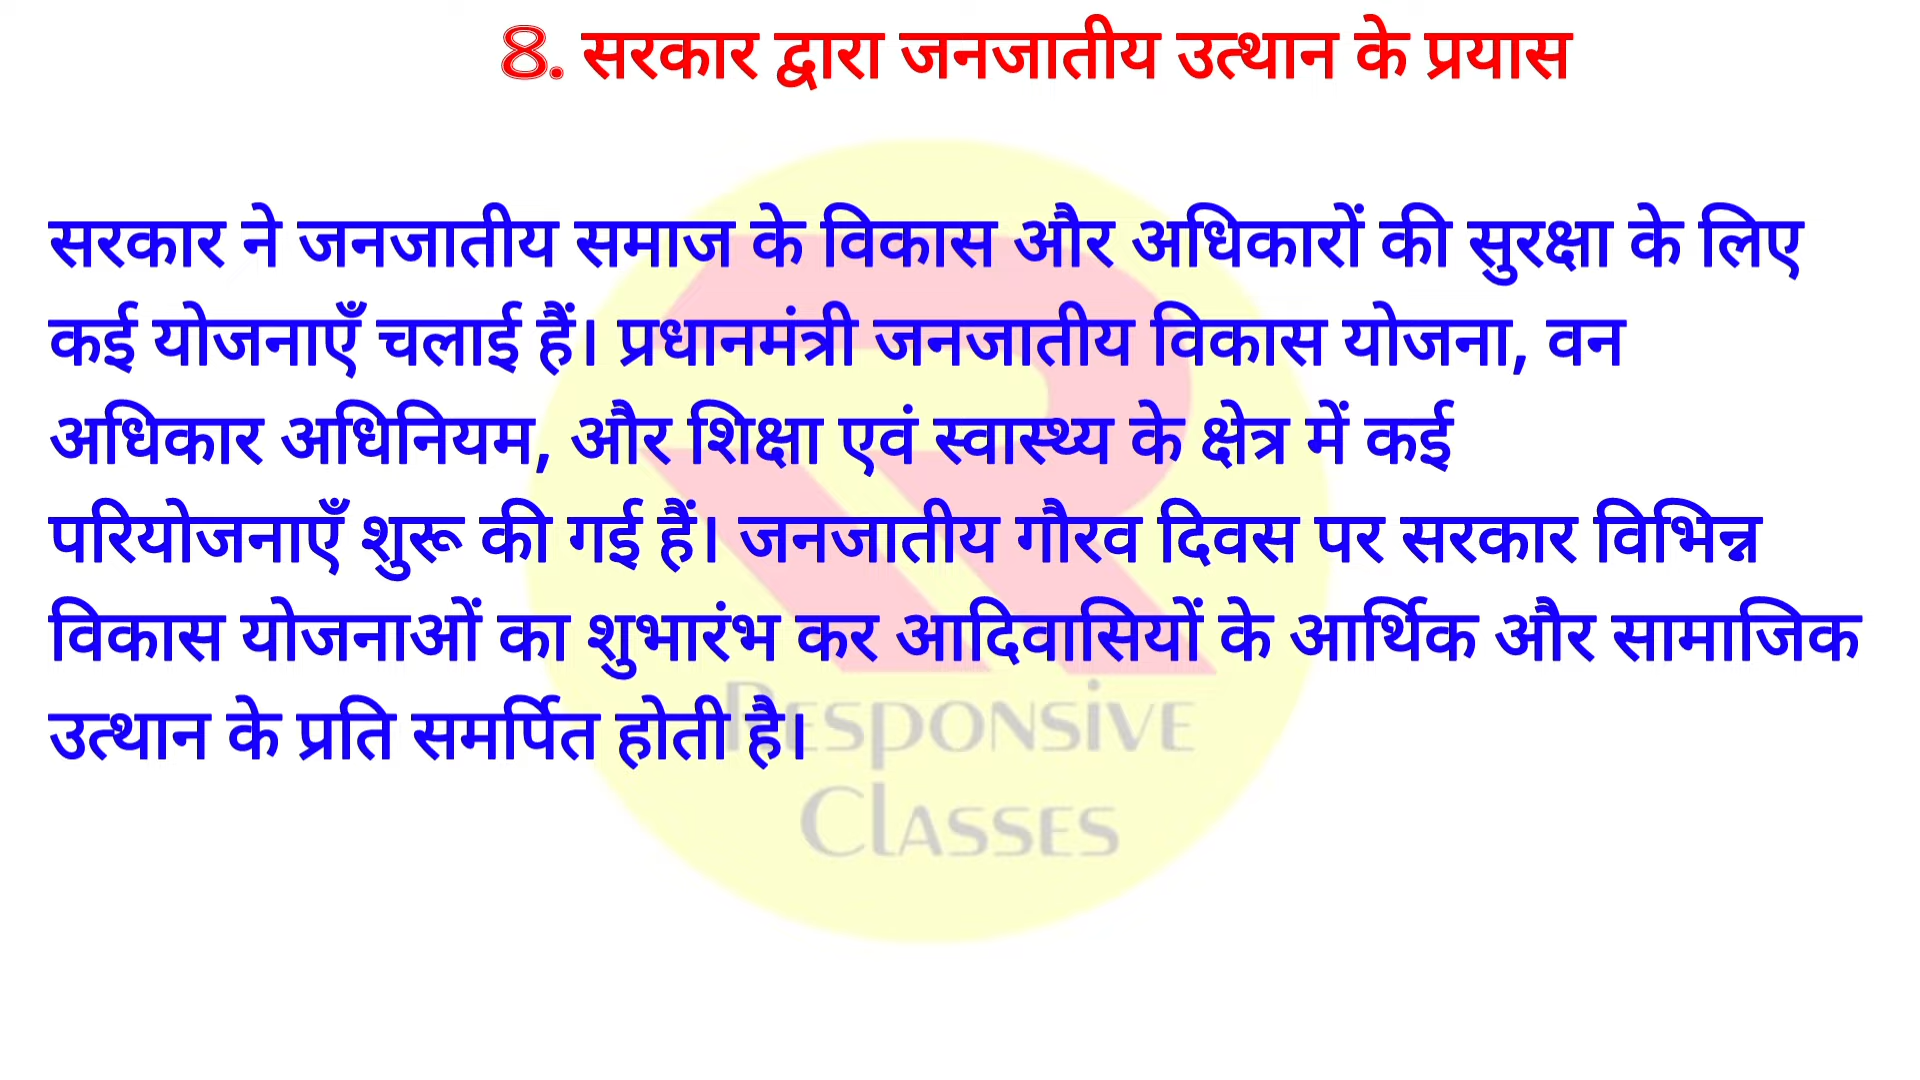 8. सरकार द्वारा जनजातीय उत्थान के प्रयास
सरकार ने जनजातीय समाज के विकास और अधिकारों की सुरक्षा के लिए
कई योजनाएँ चलाई हैं। प्रधानमंत्री जनजातीय विकास योजना, वन
अधिकार अधिनियम, और शिक्षा एवं स्वास्थ्य के क्षेत्र में कई
परियोजनाएँ शुरू की गई हैं। जनजातीय गौरव दिवस पर सरकार विभिन्न
विकास योजनाओं का शुभारंभ कर आदिवासियों के आर्थिक और सामाजिक
उत्थान के प्रति समर्पित होती है।
Responsive
Classes